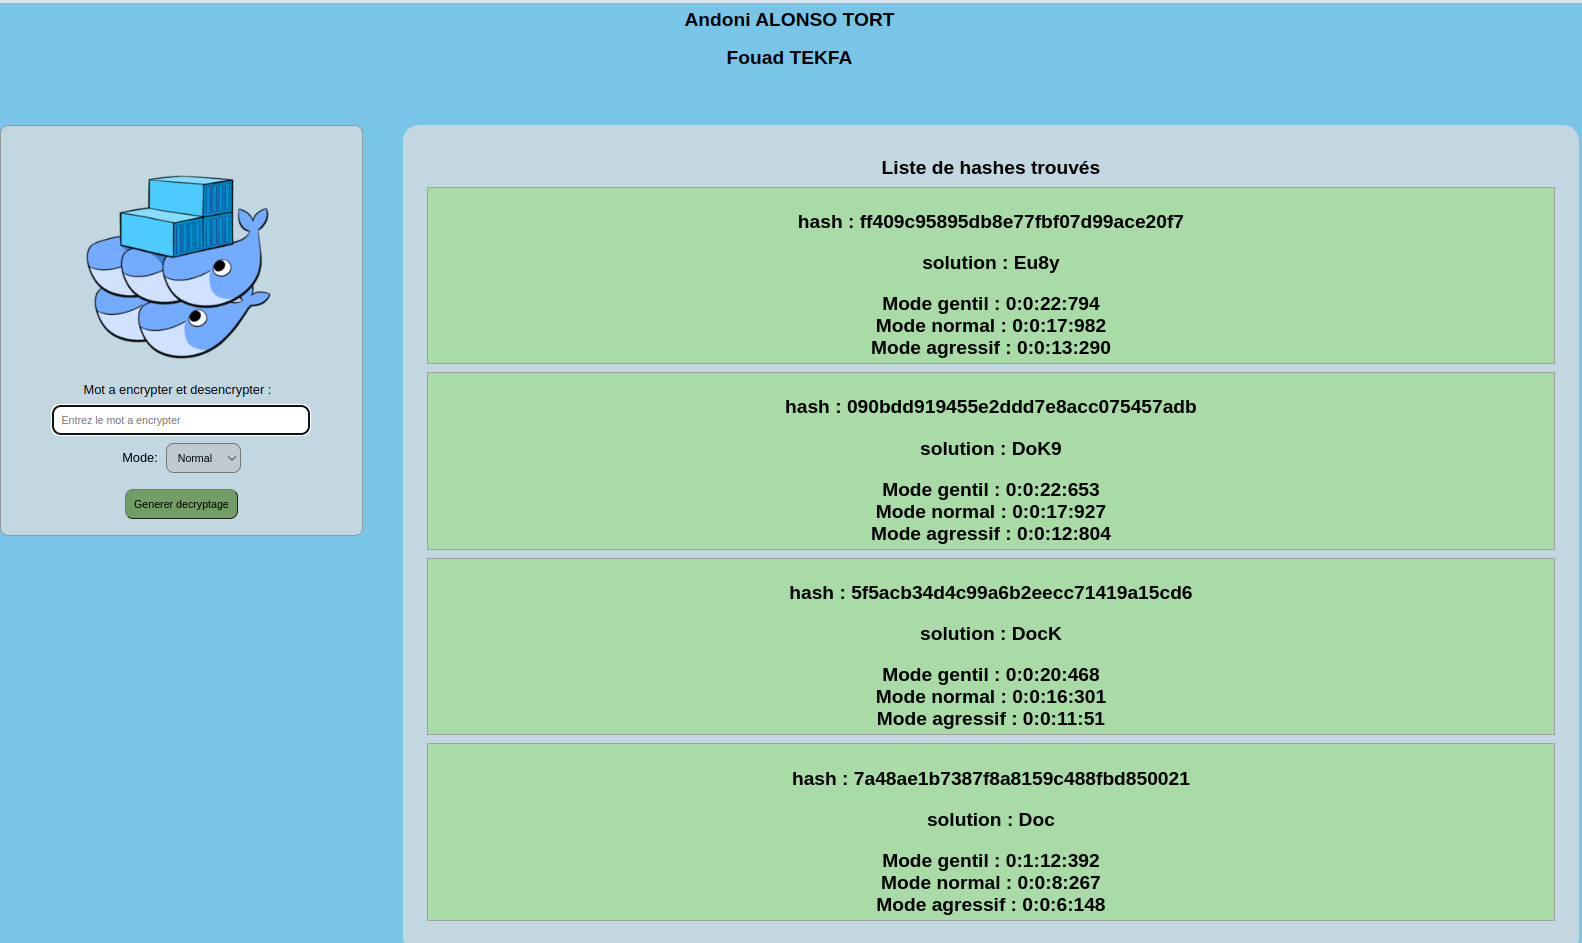 Andoni ALONSO TORT
Fouad TEKFA
Mot a encrypter et desencrypter :
Entrez le mot a encrypter
Mode: Normal
Generer decryptage
Liste de hashes trouvés
hash : ff409c95895db8e77fbf07d99ace20f7
solution : Eu8y
Mode gentil : 0:0:22:794
Mode normal : 0:0:17:982
Mode agressif : 0:0:13:290
hash : 090bdd919455e2ddd7e8acc075457adb
solution : DoK9
Mode gentil : 0:0:22:653
Mode normal : 0:0:17:927
Mode agressif : 0:0:12:804
hash : 5f5acb34d4c99a6b2eecc71419a15cd6
solution : DocK
Mode gentil : 0:0:20:468
Mode normal : 0:0:16:301
Mode agressif : 0:0:11:51
hash : 7a48ae1b7387f8a8159c488fbd850021
solution : Doc
Mode gentil : 0:1:12:392
Mode normal : 0:0:8:267
Mode agressif : 0:0:6:148